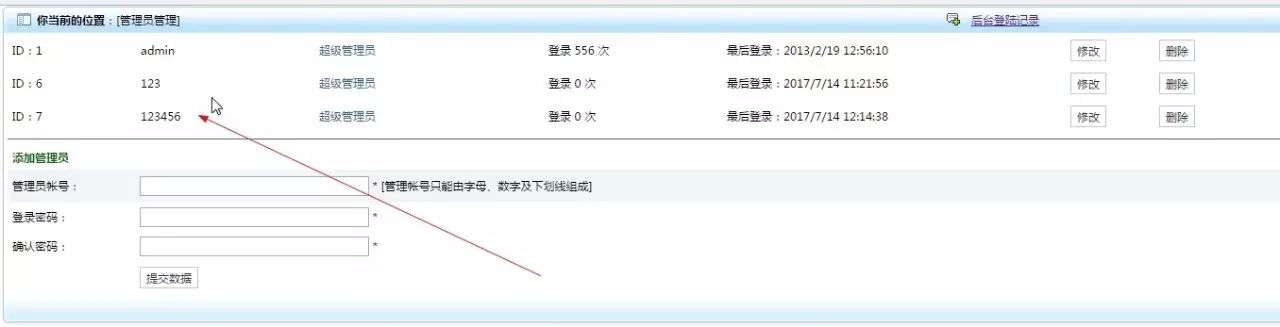 你当前的位置：[管理员管理] 后台登陆记录
ID：1 admin 超级管理员 登录 556 次 最后登录：2013/2/19 12:56:10 修改 删除
ID：6 123 超级管理员 登录 0 次 最后登录：2017/7/14 11:21:56 修改 删除
ID：7 123456 超级管理员 登录 0 次 最后登录：2017/7/14 12:14:38 修改 删除
添加管理员
管理员帐号： * [管理帐号只能由字母、数字及下划线组成]
登录密码： *
确认密码： *
提交数据